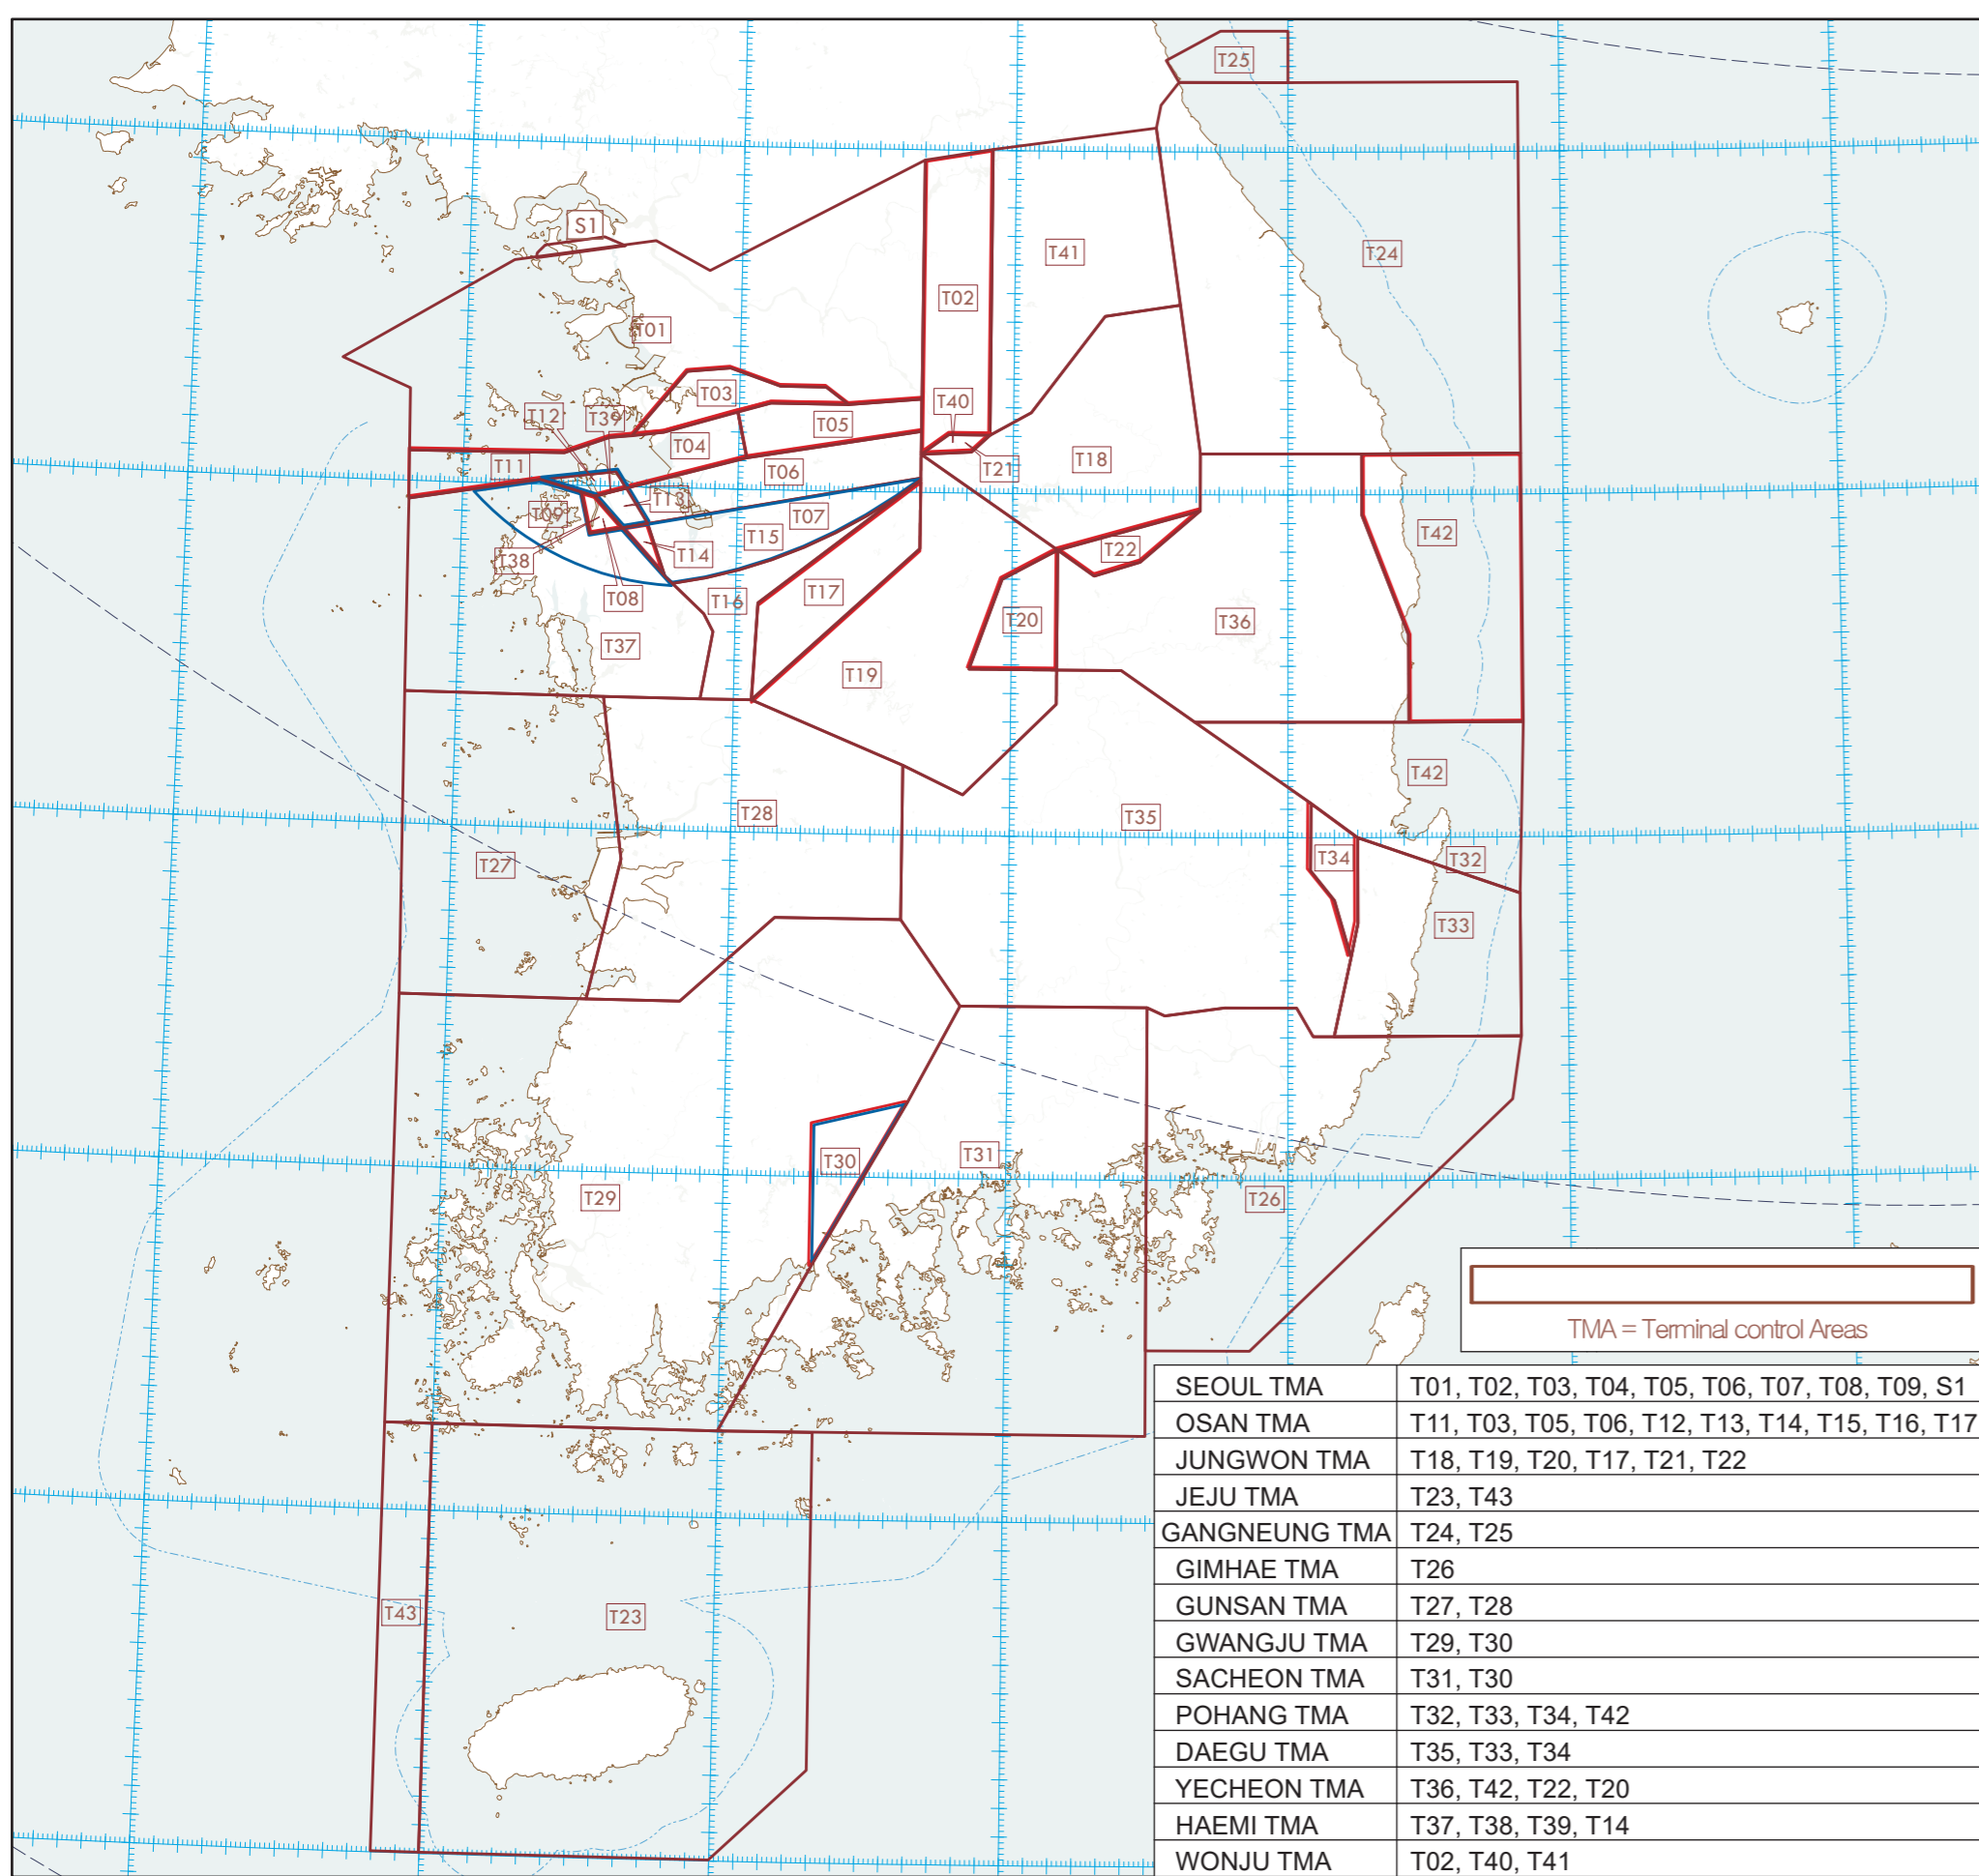 T25
T24
S1
T41
T02
T01
T03
T40
T12
T39
T05
T04
T21
T18
T11
T06
T13
T09
T07
T42
T15
T22
T14
T38
T08
T16
T17
T20
T36
T37
T19
T42
T28
T35
T34
T32
T27
T33
T30
T31
T29
T26
T43
T23
TMA = Terminal control Areas
SEOUL TMA T01, T02, T03, T04, T05, T06, T07, T08, T09, S1
OSAN TMA T11, T03, T05, T06, T12, T13, T14, T15, T16, T17
JUNGWON TMA T18, T19, T20, T17, T21, T22
JEJU TMA T23, T43
GANGNEUNG TMA T24, T25
GIMHAE TMA T26
GUNSAN TMA T27, T28
GWANGJU TMA T29, T30
SACHEON TMA T31, T30
POHANG TMA T32, T33, T34, T42
DAEGU TMA T35, T33, T34
YECHEON TMA T36, T42, T22, T20
HAEMI TMA T37, T38, T39, T14
WONJU TMA T02, T40, T41